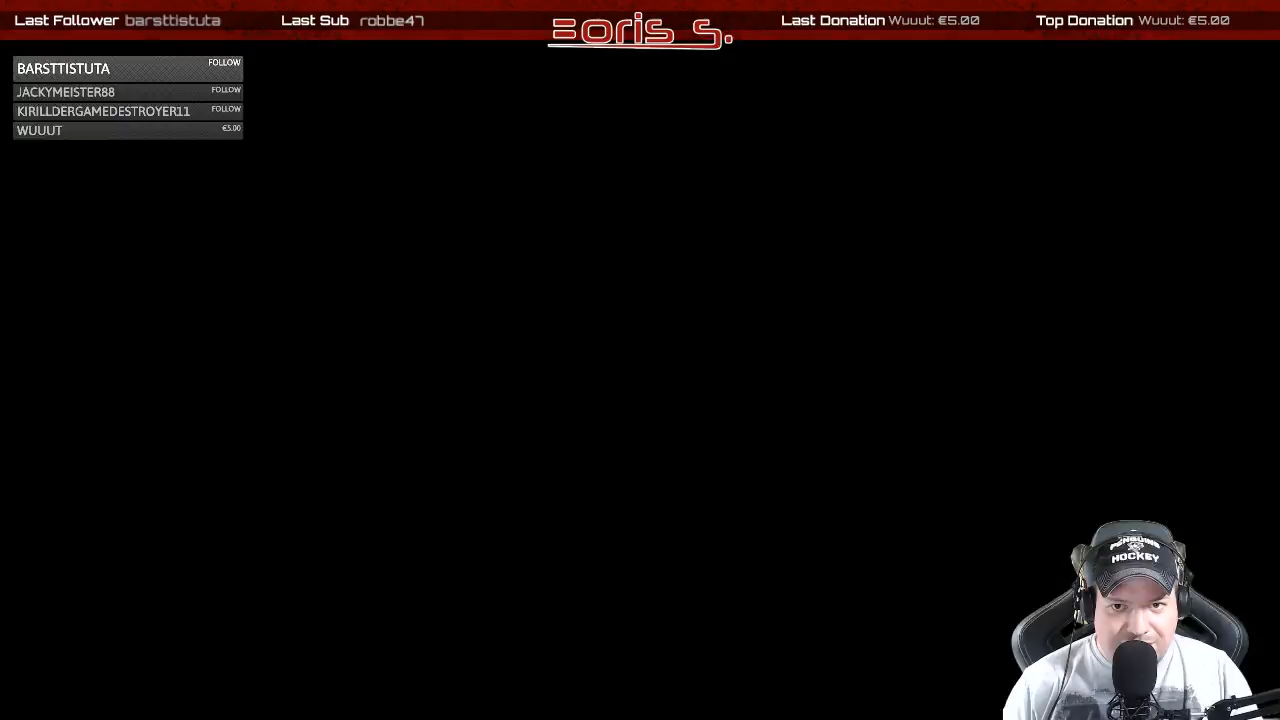 Last Follower barsttistuta Last Sub robbe47 Boris S. Last Donation Wuuut: €5.00 Top Donation Wuuut: €5.00
BARSTTISTUTA FOLLOW
JACKYMEISTER88 FOLLOW
KIRILLDERGAMEDESTROYER11 FOLLOW
WUUUT €5.00
PENGUINS
HOCKEY